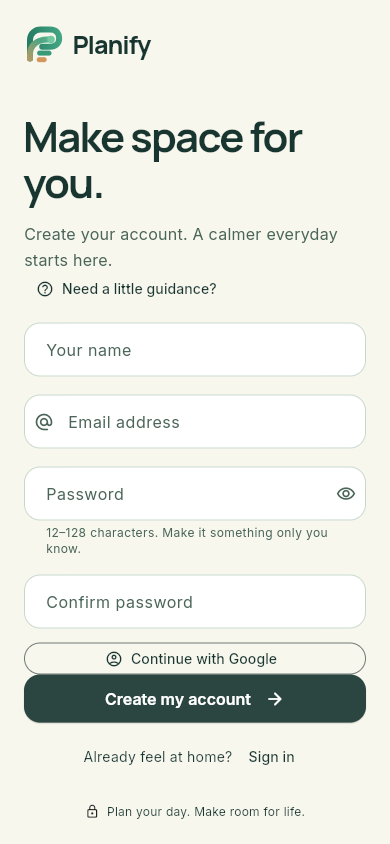 Planify
Make space for
you.
Create your account. A calmer everyday
starts here.
Need a little guidance?
Your name
Email address
Password
12–128 characters. Make it something only you
know.
Confirm password
Continue with Google
Create my account
Already feel at home? Sign in
Plan your day. Make room for life.